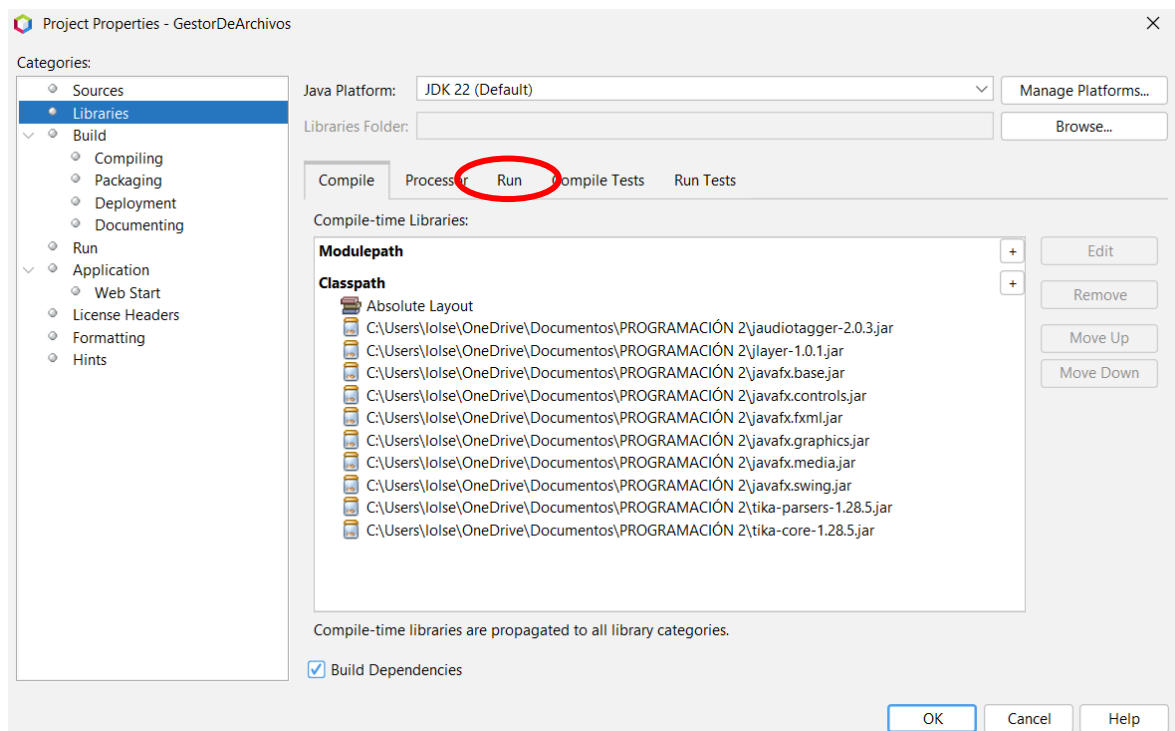 Project Properties - GestorDeArchivos
Categories:
Sources
Libraries
Build
Compiling
Packaging
Deployment
Documenting
Run
Application
Web Start
License Headers
Formatting
Hints
Java Platform: JDK 22 (Default) Manage Platforms...
Libraries Folder: Browse...
Compile Processor Run Compile Tests Run Tests
Compile-time Libraries:
Modulepath +
Classpath +
Absolute Layout
C:\Users\lolse\OneDrive\Documentos\PROGRAMACIÓN 2\jaudiotagger-2.0.3.jar
C:\Users\lolse\OneDrive\Documentos\PROGRAMACIÓN 2\jlayer-1.0.1.jar
C:\Users\lolse\OneDrive\Documentos\PROGRAMACIÓN 2\javafx.base.jar
C:\Users\lolse\OneDrive\Documentos\PROGRAMACIÓN 2\javafx.controls.jar
C:\Users\lolse\OneDrive\Documentos\PROGRAMACIÓN 2\javafx.fxml.jar
C:\Users\lolse\OneDrive\Documentos\PROGRAMACIÓN 2\javafx.graphics.jar
C:\Users\lolse\OneDrive\Documentos\PROGRAMACIÓN 2\javafx.media.jar
C:\Users\lolse\OneDrive\Documentos\PROGRAMACIÓN 2\javafx.swing.jar
C:\Users\lolse\OneDrive\Documentos\PROGRAMACIÓN 2\tika-parsers-1.28.5.jar
C:\Users\lolse\OneDrive\Documentos\PROGRAMACIÓN 2\tika-core-1.28.5.jar
Edit
Remove
Move Up
Move Down
Compile-time libraries are propagated to all library categories.
Build Dependencies
OK Cancel Help